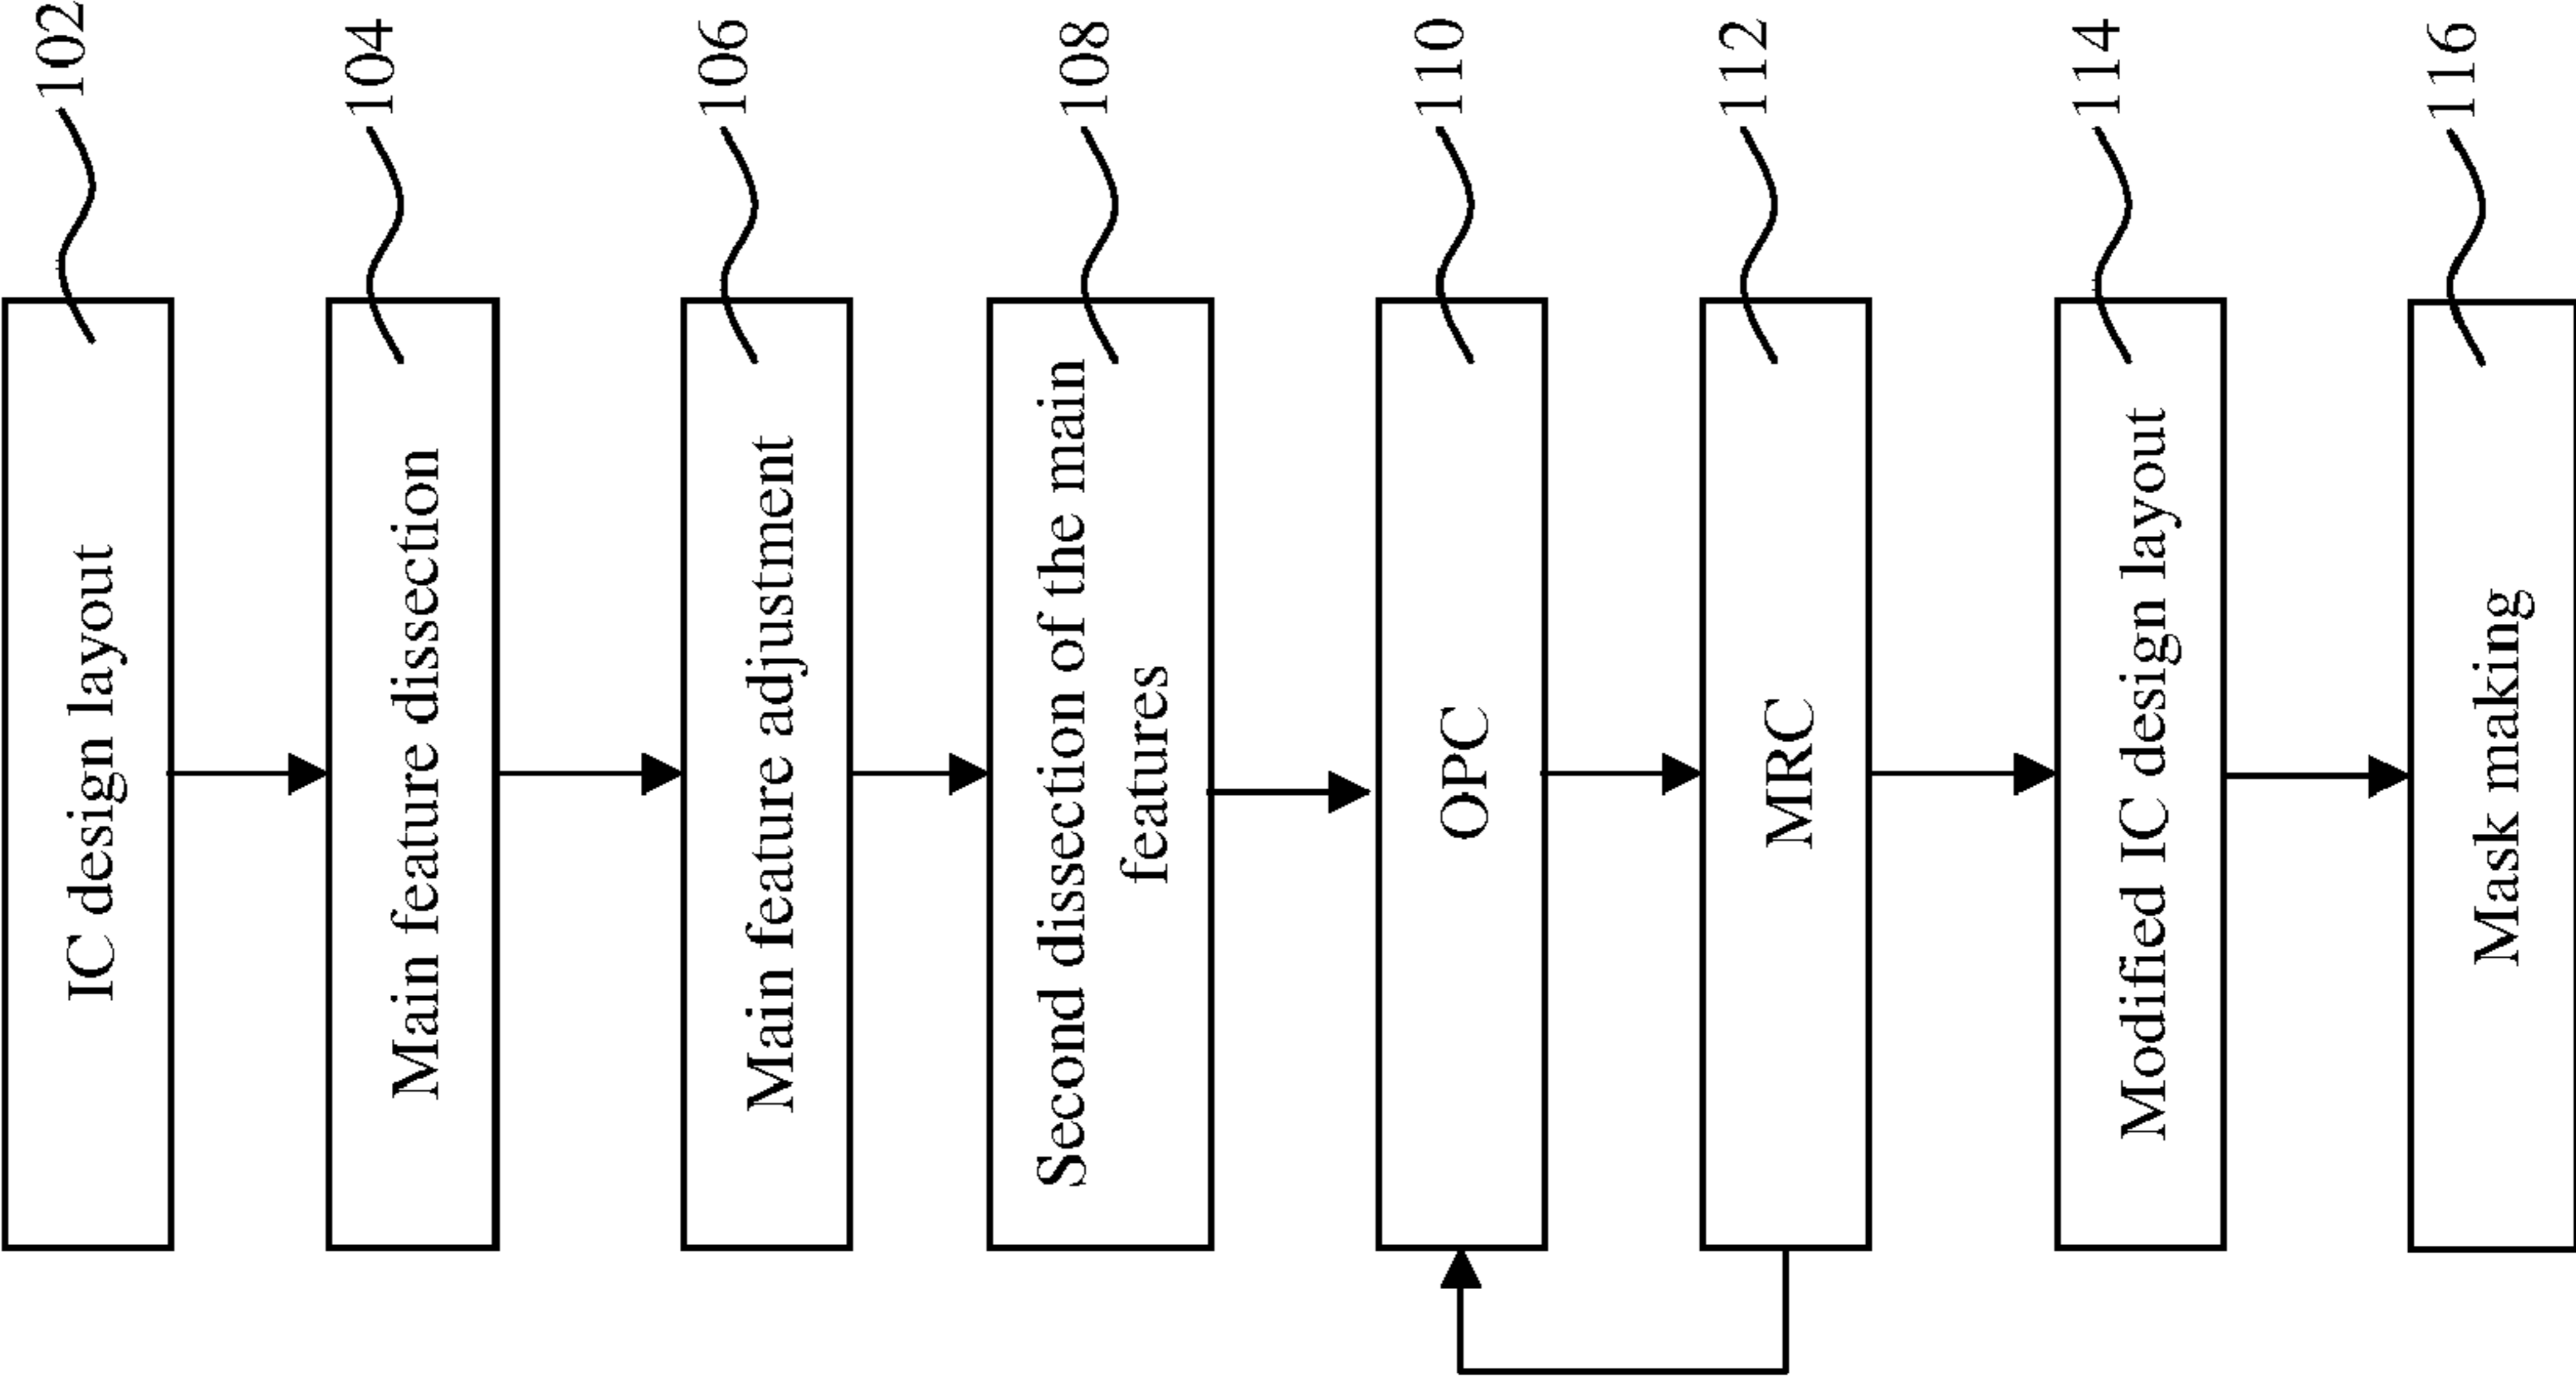 IC design layout
102
Main feature dissection
104
Main feature adjustment
106
Second dissection of the main
features
108
OPC
110
MRC
112
Modified IC design layout
114
Mask making
116